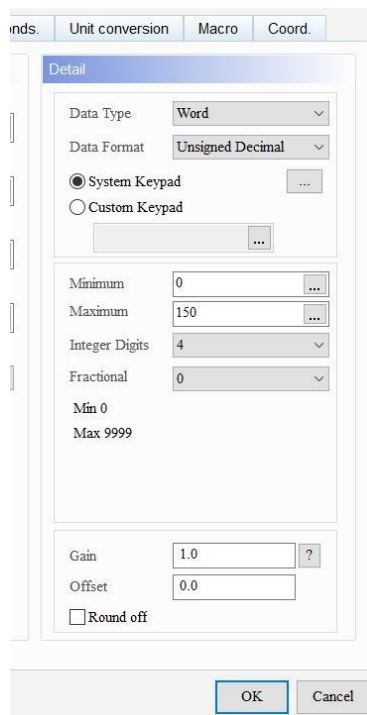 nds. Unit conversion Macro Coord.
Detail
Data Type Word
Data Format Unsigned Decimal
System Keypad ...
Custom Keypad
...
Minimum 0 ...
Maximum 150 ...
Integer Digits 4
Fractional 0
Min 0
Max 9999
Gain 1.0 ?
Offset 0.0
Round off
OK Cancel